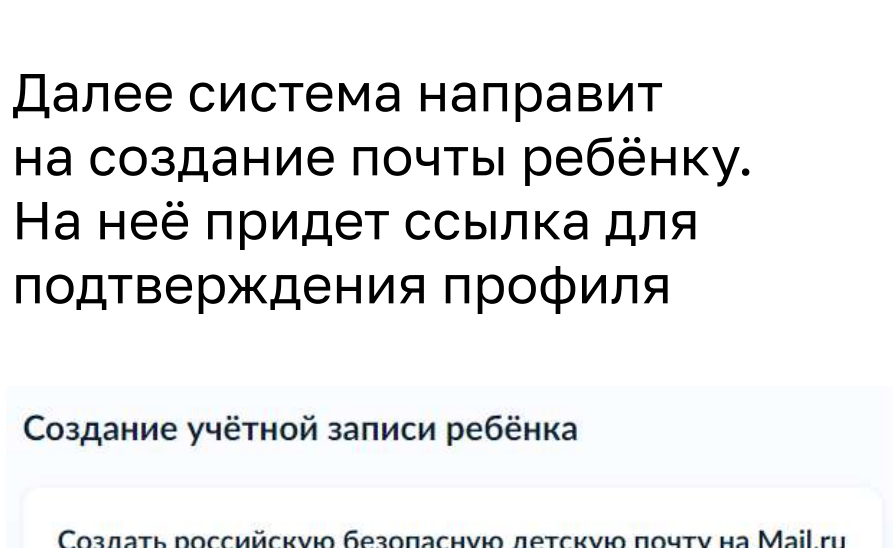 Далее система направит
на создание почты ребёнку.
На неё придет ссылка для
подтверждения профиля
Создание учётной записи ребёнка
Создать российскую безопасную детскую почту на Mail.ru